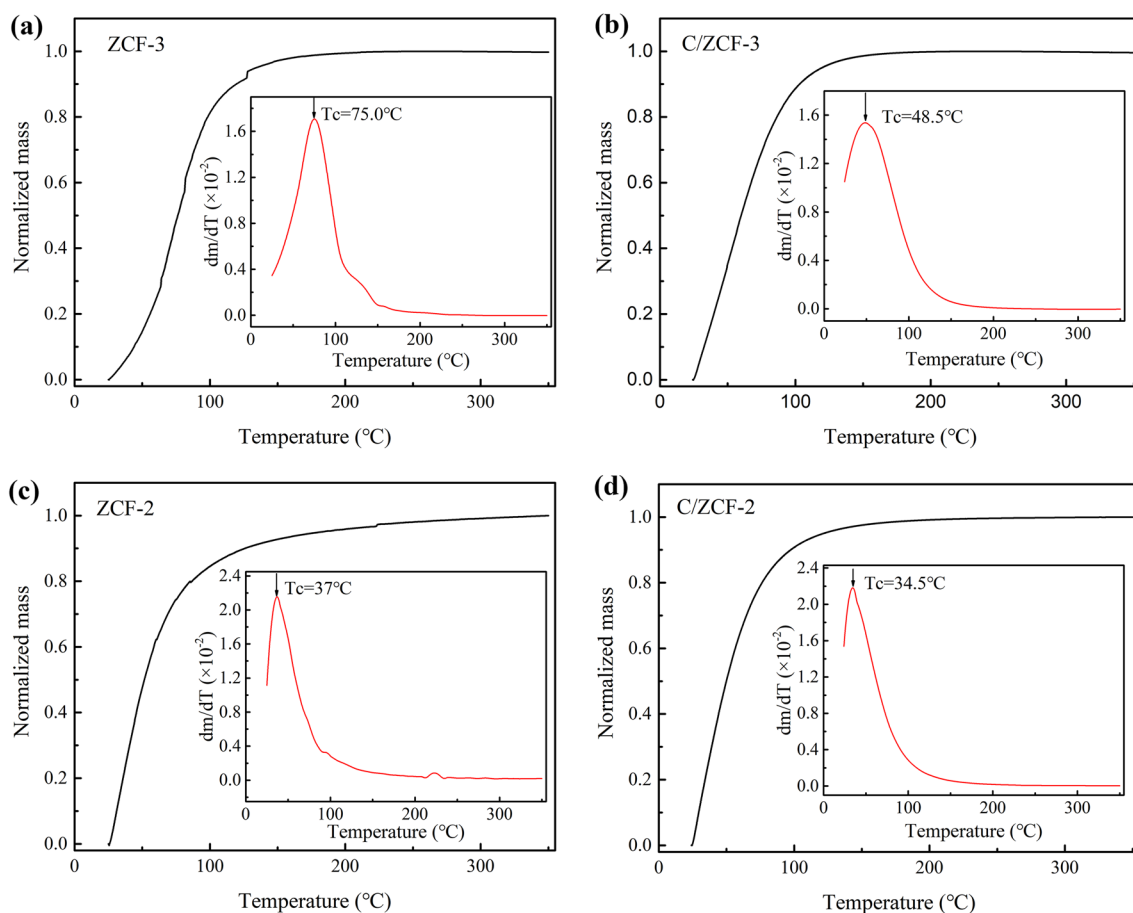 (a)
ZCF-3
Normalized mass
1.0
0.8
0.6
0.4
0.2
0.0
0
100
200
300
Temperature (℃)
Tc=75.0℃
dm/dT (×10⁻²)
1.6
1.2
0.8
0.4
0.0
0
100
200
300
Temperature (℃)
(b)
C/ZCF-3
Normalized mass
1.0
0.8
0.6
0.4
0.2
0.0
0
100
200
300
Temperature (℃)
Tc=48.5℃
dm/dT (×10⁻²)
1.6
1.2
0.8
0.4
0.0
0
100
200
300
Temperature (℃)
(c)
ZCF-2
Normalized mass
1.0
0.8
0.6
0.4
0.2
0.0
0
100
200
300
Temperature (℃)
Tc=37℃
dm/dT (×10⁻²)
2.4
2.0
1.6
1.2
0.8
0.4
0.0
0
100
200
300
Temperature (℃)
(d)
C/ZCF-2
Normalized mass
1.0
0.8
0.6
0.4
0.2
0.0
0
100
200
300
Temperature (℃)
Tc=34.5℃
dm/dT (×10⁻²)
2.4
2.0
1.6
1.2
0.8
0.4
0.0
0
100
200
300
Temperature (℃)